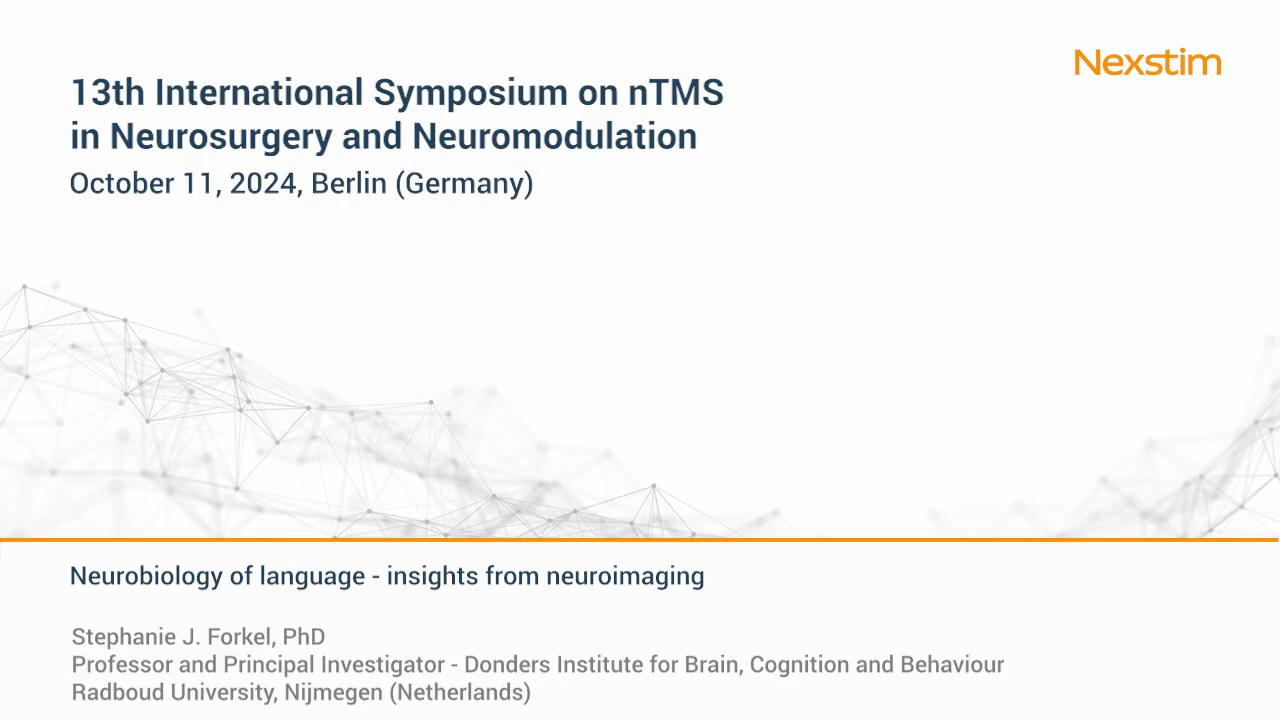 Nexstim
13th International Symposium on nTMS
in Neurosurgery and Neuromodulation
October 11, 2024, Berlin (Germany)
Neurobiology of language - insights from neuroimaging
Stephanie J. Forkel, PhD
Professor and Principal Investigator - Donders Institute for Brain, Cognition and Behaviour
Radboud University, Nijmegen (Netherlands)